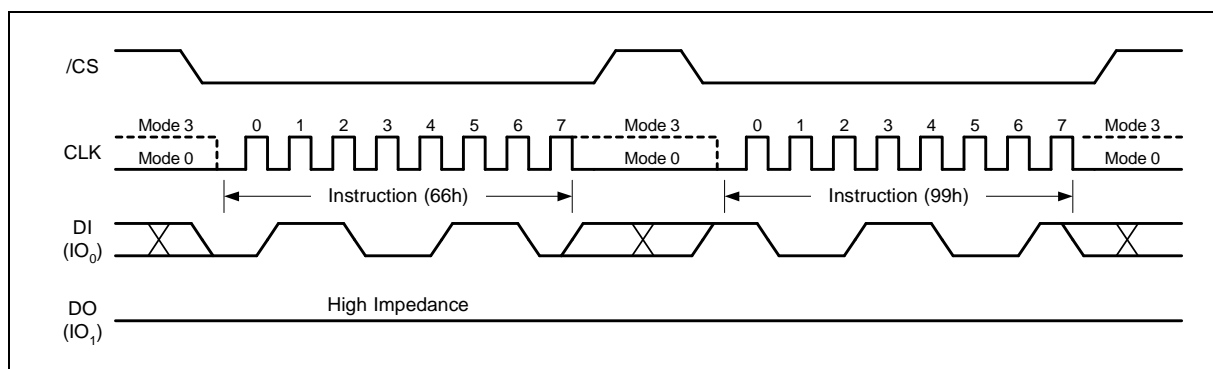 /CS
Mode 3 0 1 2 3 4 5 6 7 Mode 3 0 1 2 3 4 5 6 7 Mode 3
CLK Mode 0 Mode 0 Mode 0
Instruction (66h) Instruction (99h)
DI
(IO0)
High Impedance
DO
(IO1)